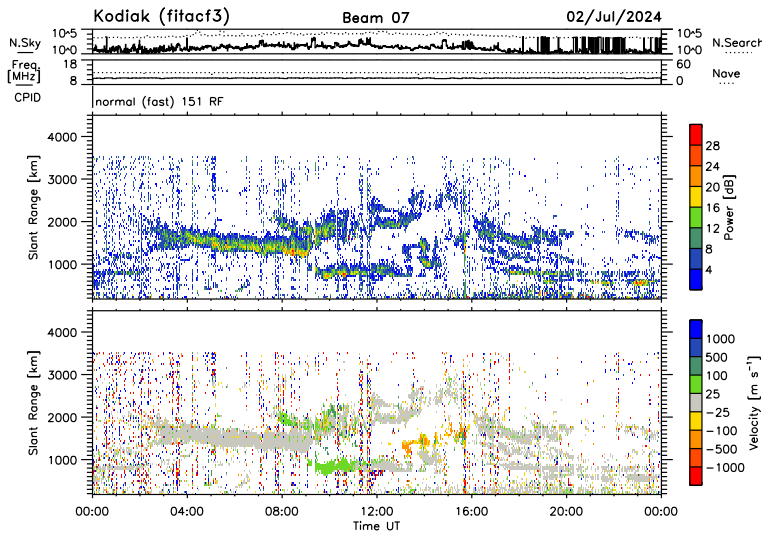 Kodiak (fitacf3)
Beam 07
02/Jul/2024
N.Sky
10+5
10+0
10+5
10+0
N.Search
Freq.
[MHz]
18
8
60
0
Nave
CPID
normal (fast) 151 RF
Slant Range [km]
4000
3000
2000
1000
28
24
20
16
12
8
4
Power [dB]
Slant Range [km]
4000
3000
2000
1000
1000
500
100
25
-25
-100
-500
-1000
Velocity [m s⁻¹]
00:00
04:00
08:00
12:00
16:00
20:00
00:00
Time UT